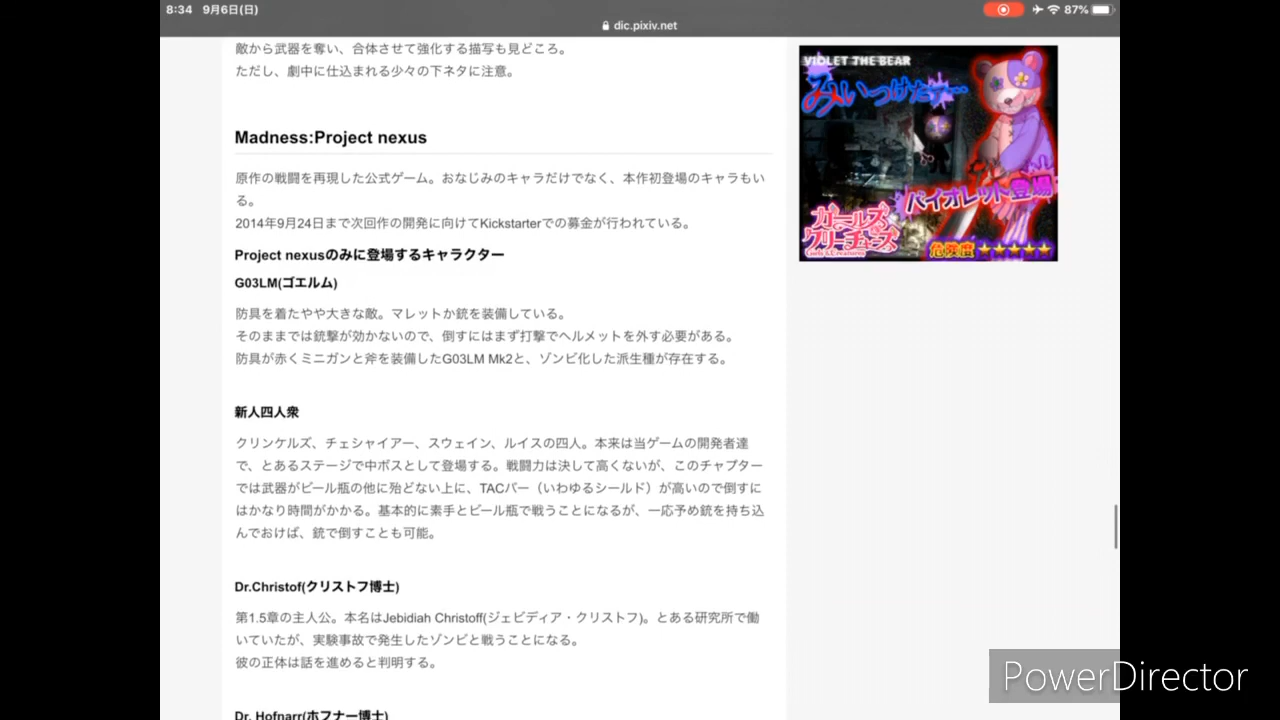 8:34 9月6日(日)
87%
dic.pixiv.net
敵から武器を奪い、合体させて強化する描写も見どころ。
ただし、劇中に仕込まれる少々の下ネタに注意。
Madness:Project nexus
原作の戦闘を再現した公式ゲーム。おなじみのキャラだけでなく、本作初登場のキャラもい
る。
2014年9月24日まで次回作の開発に向けてKickstarterでの募金が行われている。
Project nexusのみに登場するキャラクター
G03LM(ゴエルム)
防具を着たやや大きな敵。マレットか銃を装備している。
そのままでは銃撃が効かないので、倒すにはまず打撃でヘルメットを外す必要がある。
防具が赤くミニガンと斧を装備したG03LM Mk2と、ゾンビ化した派生種が存在する。
新人四人衆
クリンケルズ、チェシャイアー、スウェイン、ルイスの四人。本来は当ゲームの開発者達
で、とあるステージで中ボスとして登場する。戦闘力は決して高くないが、このチャプター
では武器がビール瓶の他に殆どない上に、TACバー（いわゆるシールド）が高いので倒すに
はかなり時間がかかる。基本的に素手とビール瓶で戦うことになるが、一応予め銃を持ち込
んでおけば、銃で倒すことも可能。
Dr.Christof(クリストフ博士)
第1.5章の主人公。本名はJebidiah Christoff(ジェビディア・クリストフ)。とある研究所で働
いていたが、実験事故で発生したゾンビと戦うことになる。
彼の正体は話を進めると判明する。
Dr. Hofnarr(ホフナー博士)
VIOLET THE BEAR
みいつけたァ…
バイオレット登場
ガールズ
クリーチャーズ
Girls x Creatures
危険度★★★★★
PowerDirector